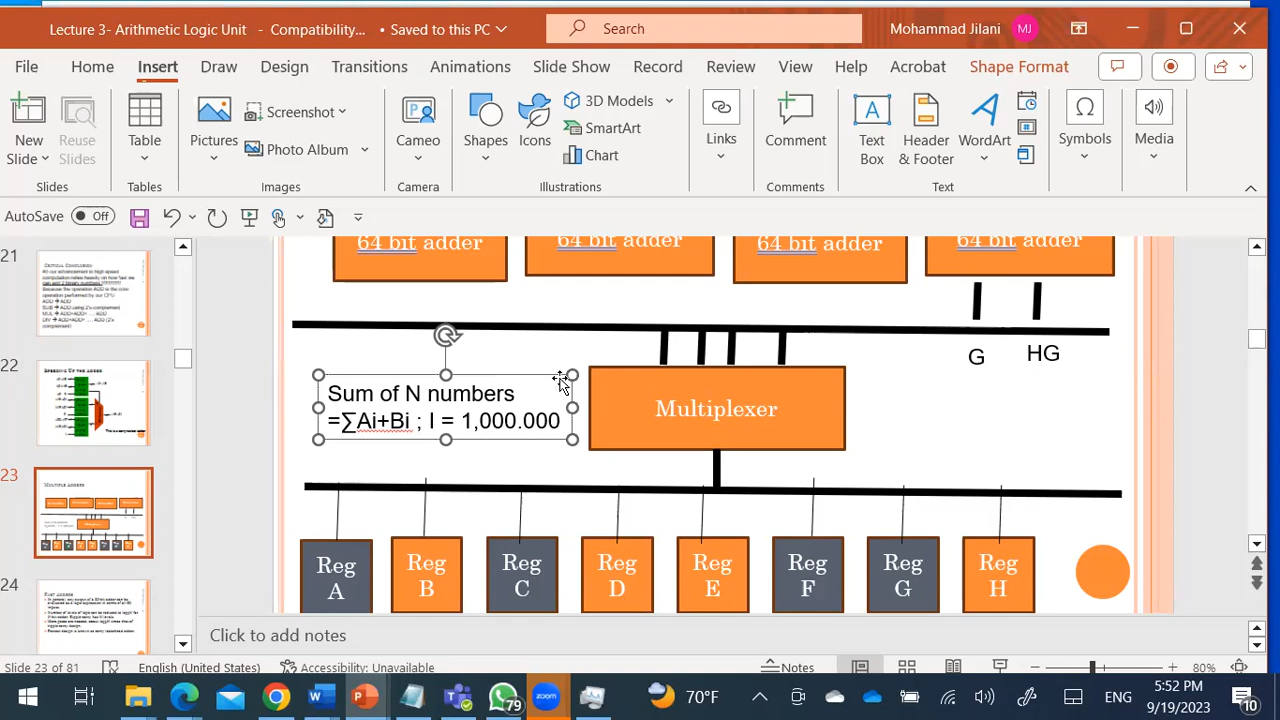 Lecture 3- Arithmetic Logic Unit - Compatibility... • Saved to this PC
Search
Mohammad Jilani MJ
File Home Insert Draw Design Transitions Animations Slide Show Record Review View Help Acrobat Shape Format
New Slide
Reuse Slides
Table
Pictures
Screenshot
Photo Album
Cameo
Shapes
Icons
3D Models
SmartArt
Chart
Links
Comment
Text Box
Header & Footer
WordArt
Symbols
Media
Slides Tables Images Camera Illustrations Comments Text
AutoSave Off
21
22
23
24
64 bit adder 64 bit adder 64 bit adder 64 bit adder
G HG
Sum of N numbers
=∑Ai+Bi ; I = 1,000.000
Multiplexer
Reg A
Reg B
Reg C
Reg D
Reg E
Reg F
Reg G
Reg H
Click to add notes
Slide 23 of 81 English (United States) Accessibility: Unavailable Notes 80%
79
zoom
70°F
ENG
5:52 PM
9/19/2023
10